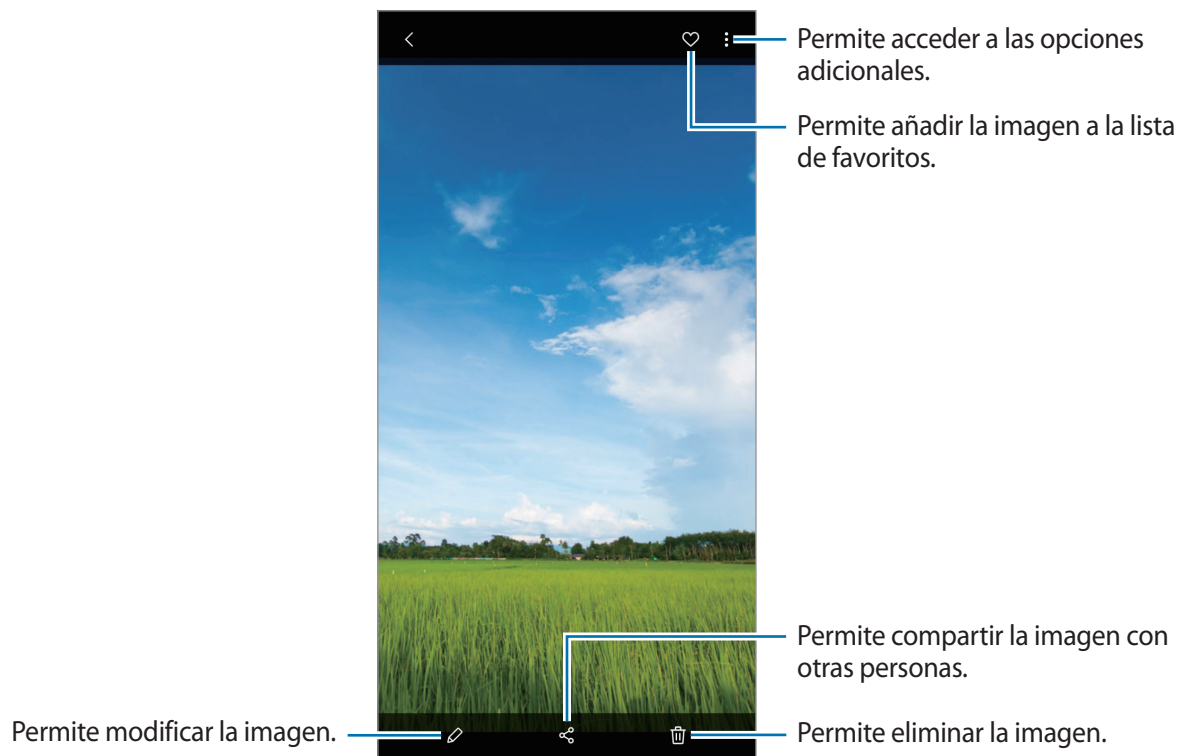 Permite acceder a las opciones
adicionales.
Permite añadir la imagen a la lista
de favoritos.
Permite compartir la imagen con
otras personas.
Permite modificar la imagen.
Permite eliminar la imagen.